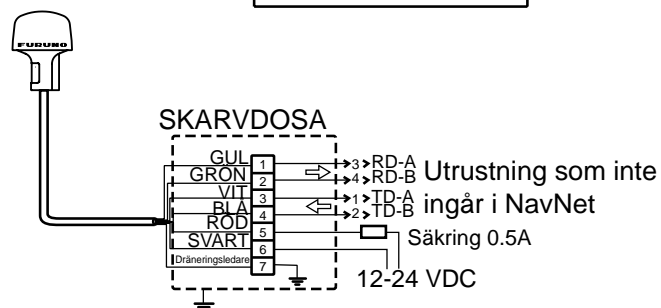 FURUNO
SKARVDOSA
GUL 1 3 RD-A
GRÖN 2 4 RD-B
VIT 3 1 TD-A
BLÅ 4 2 TD-B
Utrustning som inte
ingår i NavNet
RÖD 5 Säkring 0.5A
SVART 6
Dräneringsledare 7
12-24 VDC